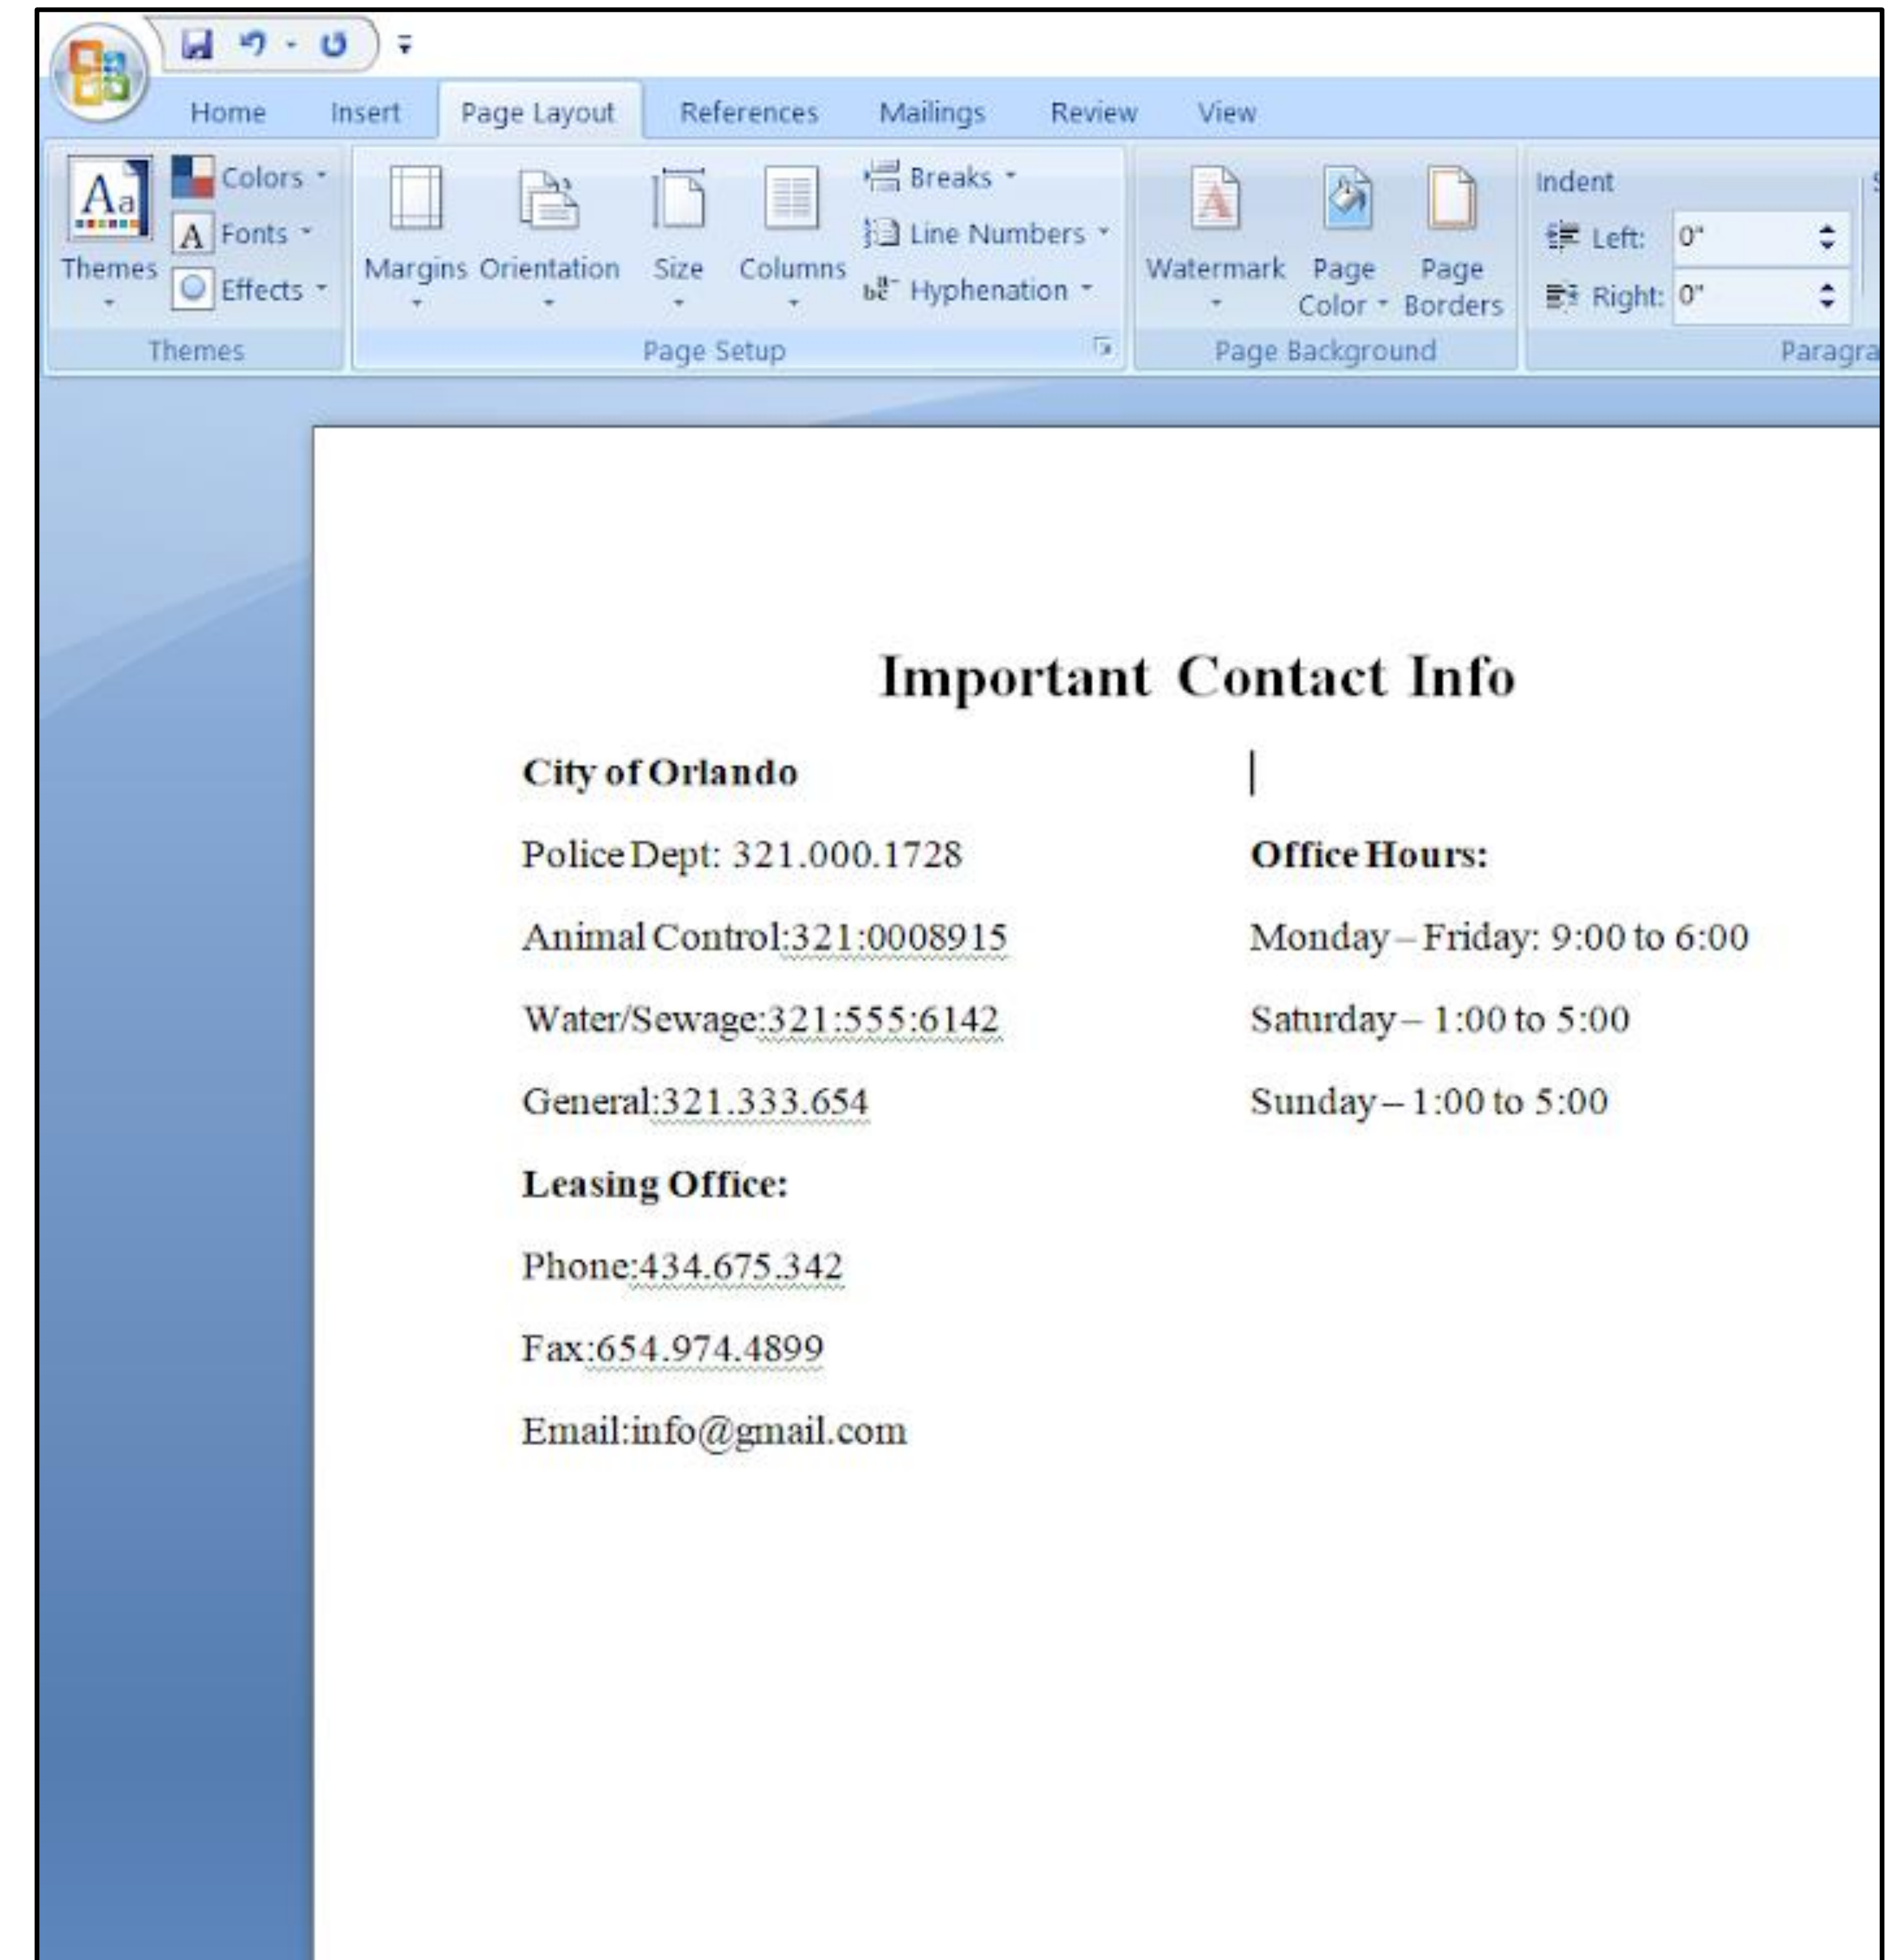 Home Insert Page Layout References Mailings Review View
Aa
Themes
Colors
A Fonts
Effects
Themes
Margins Orientation Size Columns
Breaks
Line Numbers
Hyphenation
Page Setup
Watermark Page Color Page Borders
Page Background
Indent
Left: 0"
Right: 0"
Paragra
Important Contact Info
City of Orlando
Police Dept: 321.000.1728
Animal Control:321:0008915
Water/Sewage:321:555:6142
General:321.333.654
Leasing Office:
Phone:434.675.342
Fax:654.974.4899
Email:info@gmail.com
Office Hours:
Monday – Friday: 9:00 to 6:00
Saturday – 1:00 to 5:00
Sunday – 1:00 to 5:00